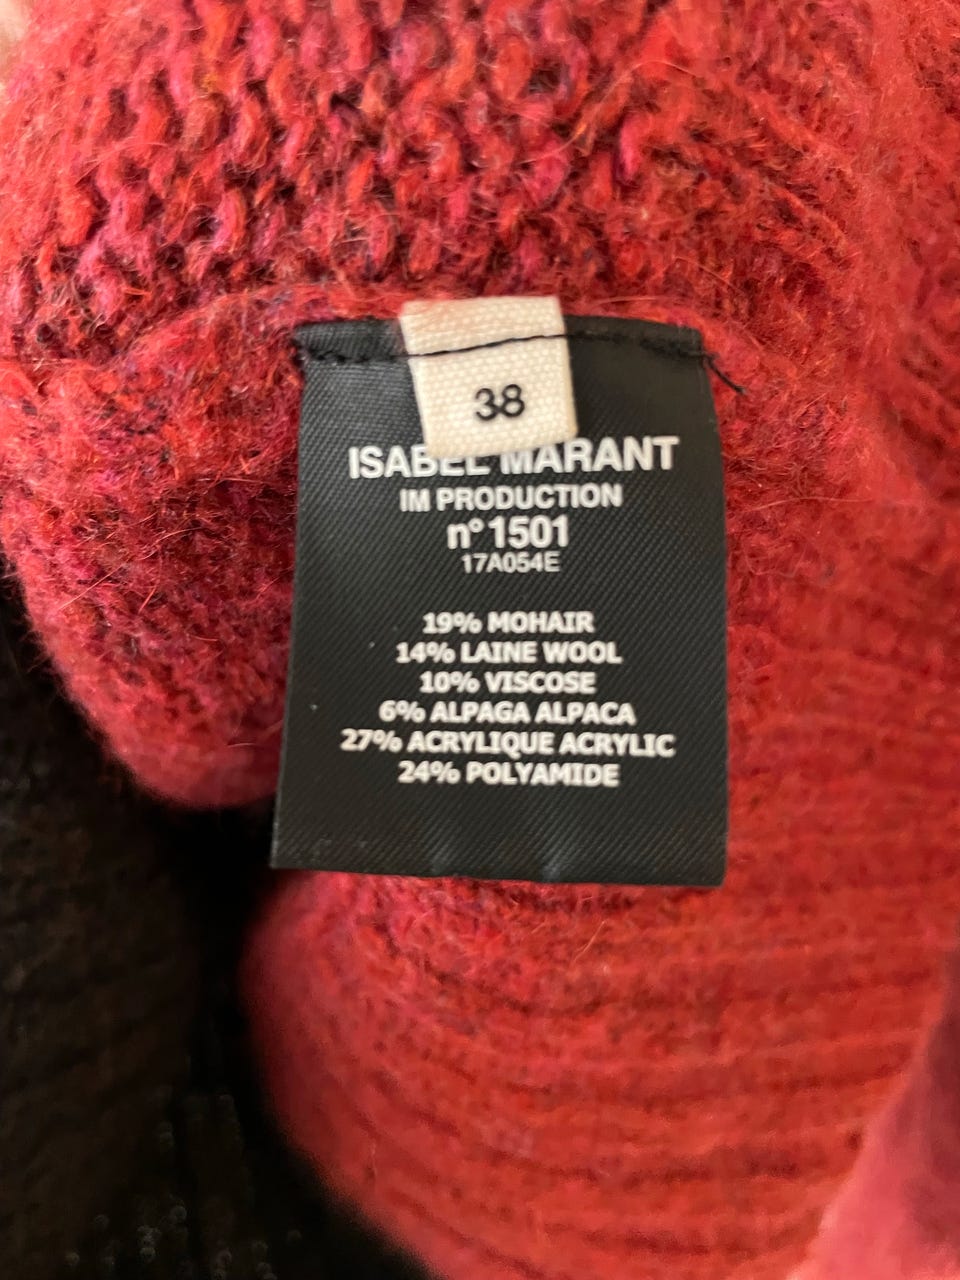 38
ISABEL MARANT
IM PRODUCTION
n° 1501
17A054E
19% MOHAIR
14% LAINE WOOL
10% VISCOSE
6% ALPAGA ALPACA
27% ACRYLIQUE ACRYLIC
24% POLYAMIDE